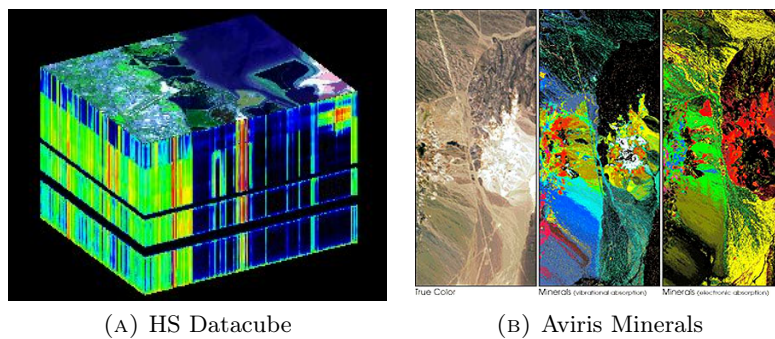 True Color
Minerals (vibrational absorption)
Minerals (electronic absorption)
(A) HS Datacube
(B) Aviris Minerals